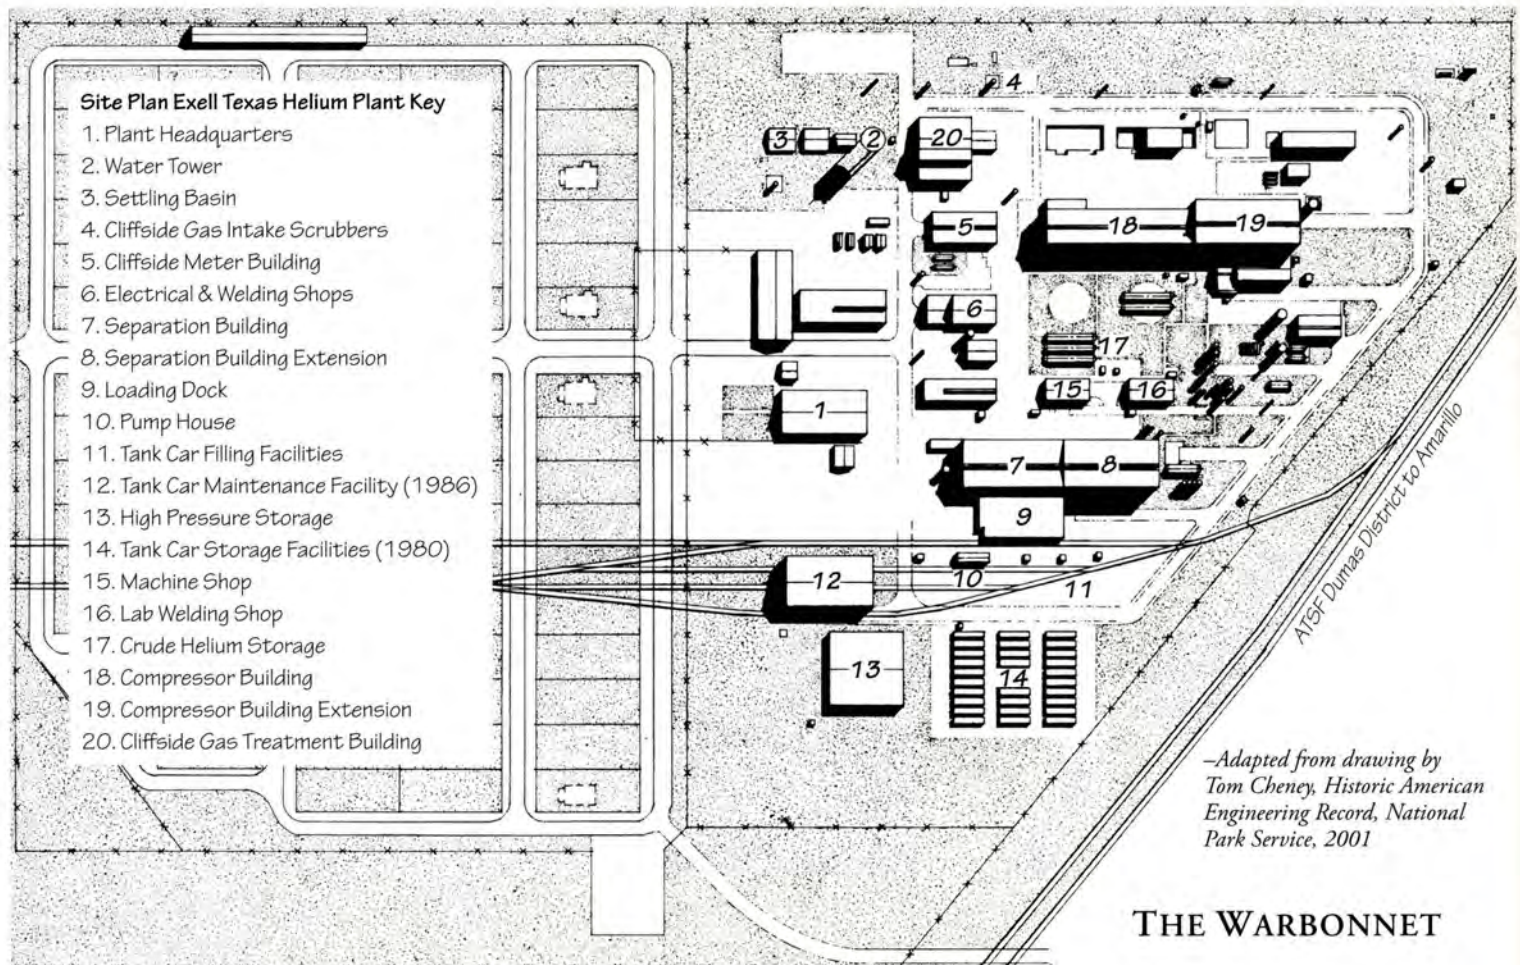 Site Plan Exell Texas Helium Plant Key
1. Plant Headquarters
2. Water Tower
3. Settling Basin
4. Cliffside Gas Intake Scrubbers
5. Cliffside Meter Building
6. Electrical & Welding Shops
7. Separation Building
8. Separation Building Extension
9. Loading Dock
10. Pump House
11. Tank Car Filling Facilities
12. Tank Car Maintenance Facility (1986)
13. High Pressure Storage
14. Tank Car Storage Facilities (1980)
15. Machine Shop
16. Lab Welding Shop
17. Crude Helium Storage
18. Compressor Building
19. Compressor Building Extension
20. Cliffside Gas Treatment Building
4
3
2
20
5
18
19
6
17
15
16
1
7
8
9
10
11
12
13
14
ATSF Dumas District to Amarillo
–Adapted from drawing by
Tom Cheney, Historic American
Engineering Record, National
Park Service, 2001
THE WARBONNET